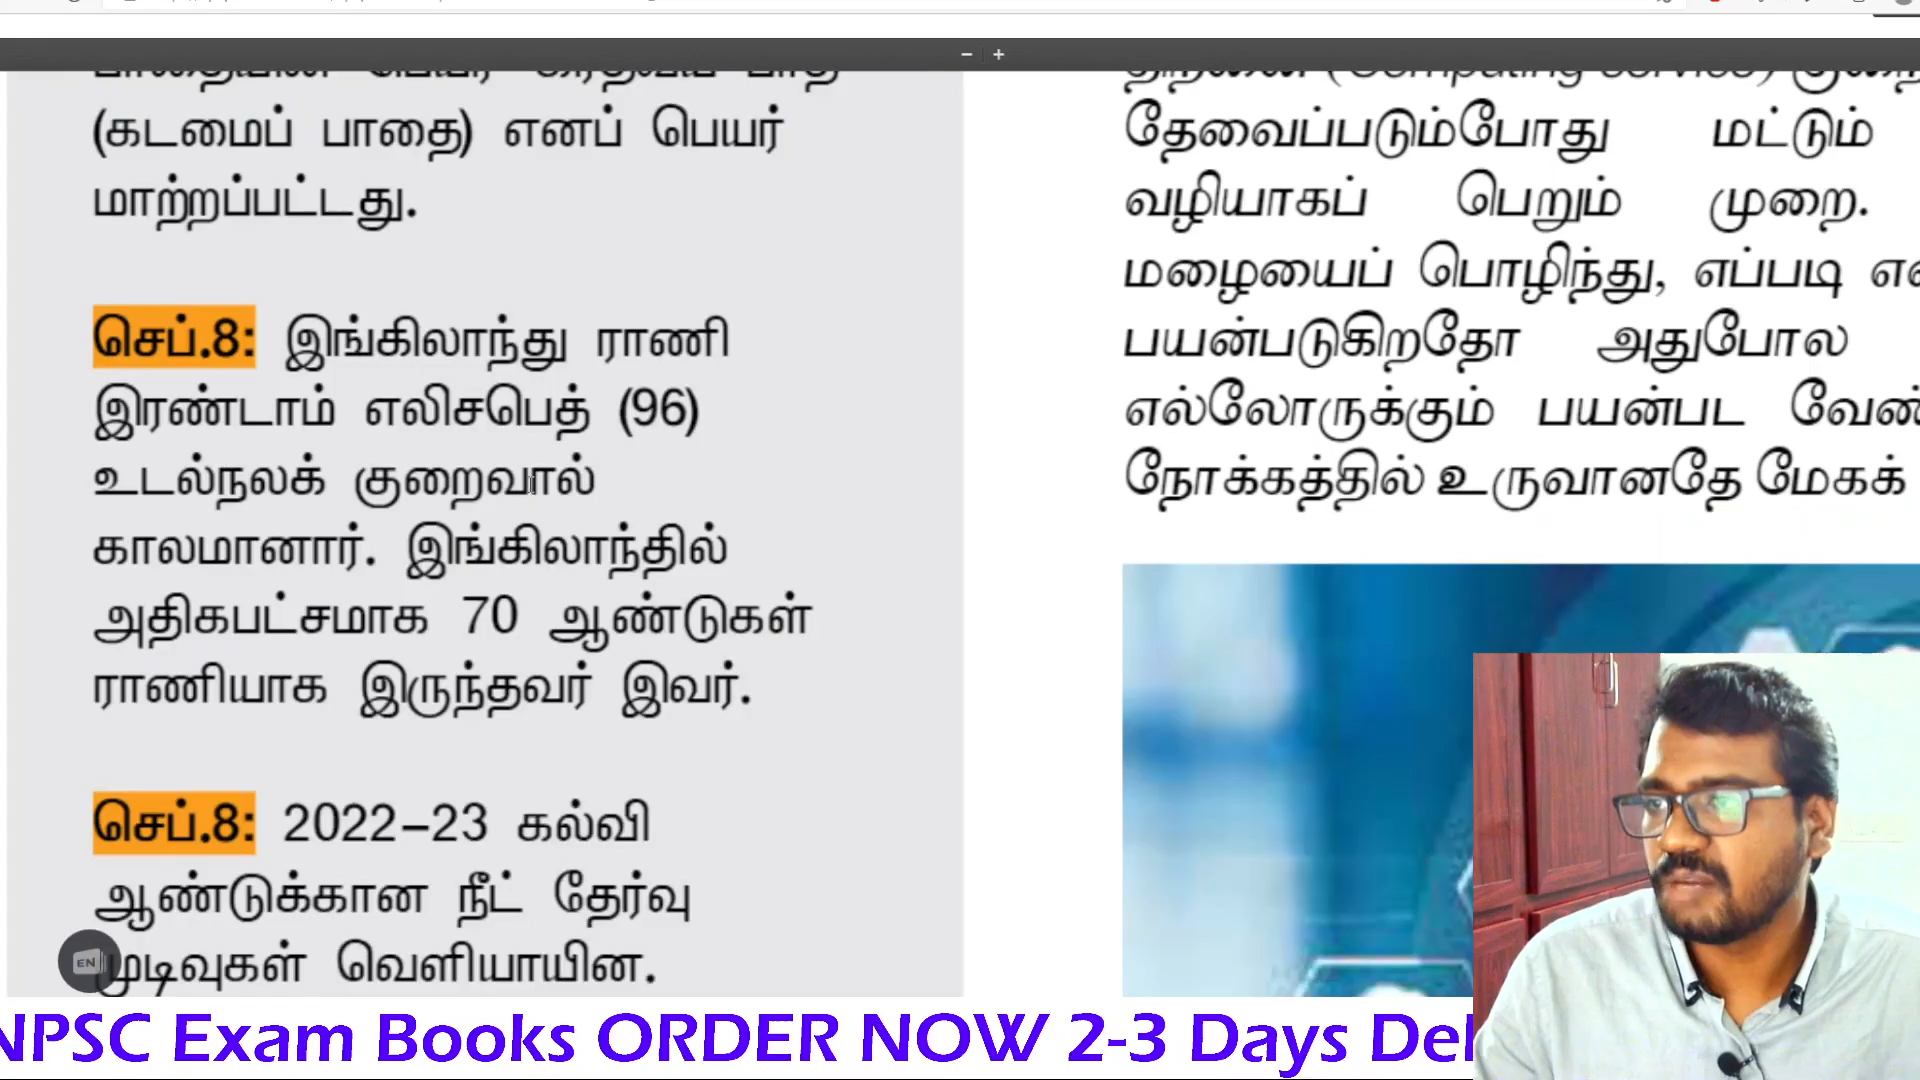 (கடமைப் பாதை) எனப் பெயர்
மாற்றப்பட்டது.
செப்.8: இங்கிலாந்து ராணி
இரண்டாம் எலிசபெத் (96)
உடல்நலக் குறைவால்
காலமானார். இங்கிலாந்தில்
அதிகபட்சமாக 70 ஆண்டுகள்
ராணியாக இருந்தவர் இவர்.
செப்.8: 2022–23 கல்வி
ஆண்டுக்கான நீட் தேர்வு
முடிவுகள் வெளியாயின.
(Computing Service)
தேவைப்படும்போது மட்டும்
வழியாகப் பெறும் முறை.
மழையைப் பொழிந்து, எப்படி
பயன்படுகிறதோ அதுபோல
எல்லோருக்கும் பயன்பட
நோக்கத்தில் உருவானதே மேகக்
EN
NPSC Exam Books ORDER NOW 2-3 Days Del